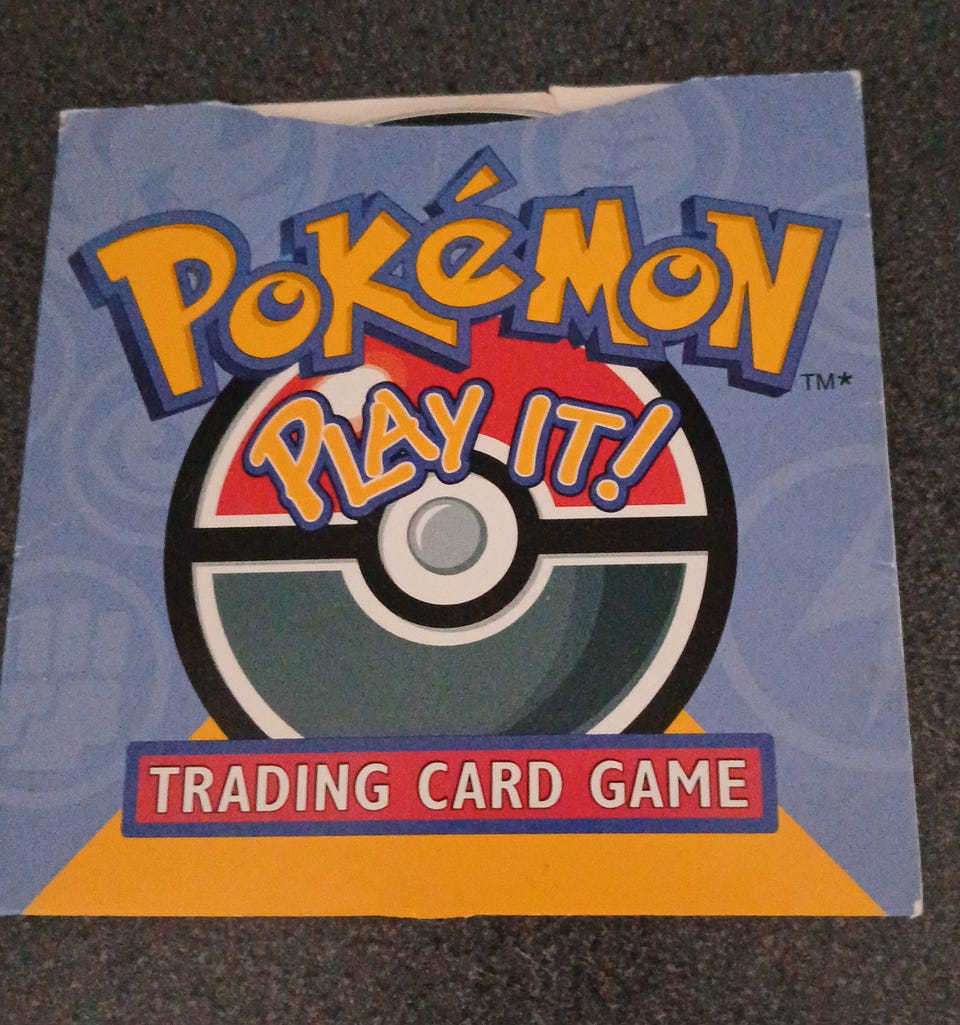 POKéMON
TM*
PLAY IT!
TRADING CARD GAME